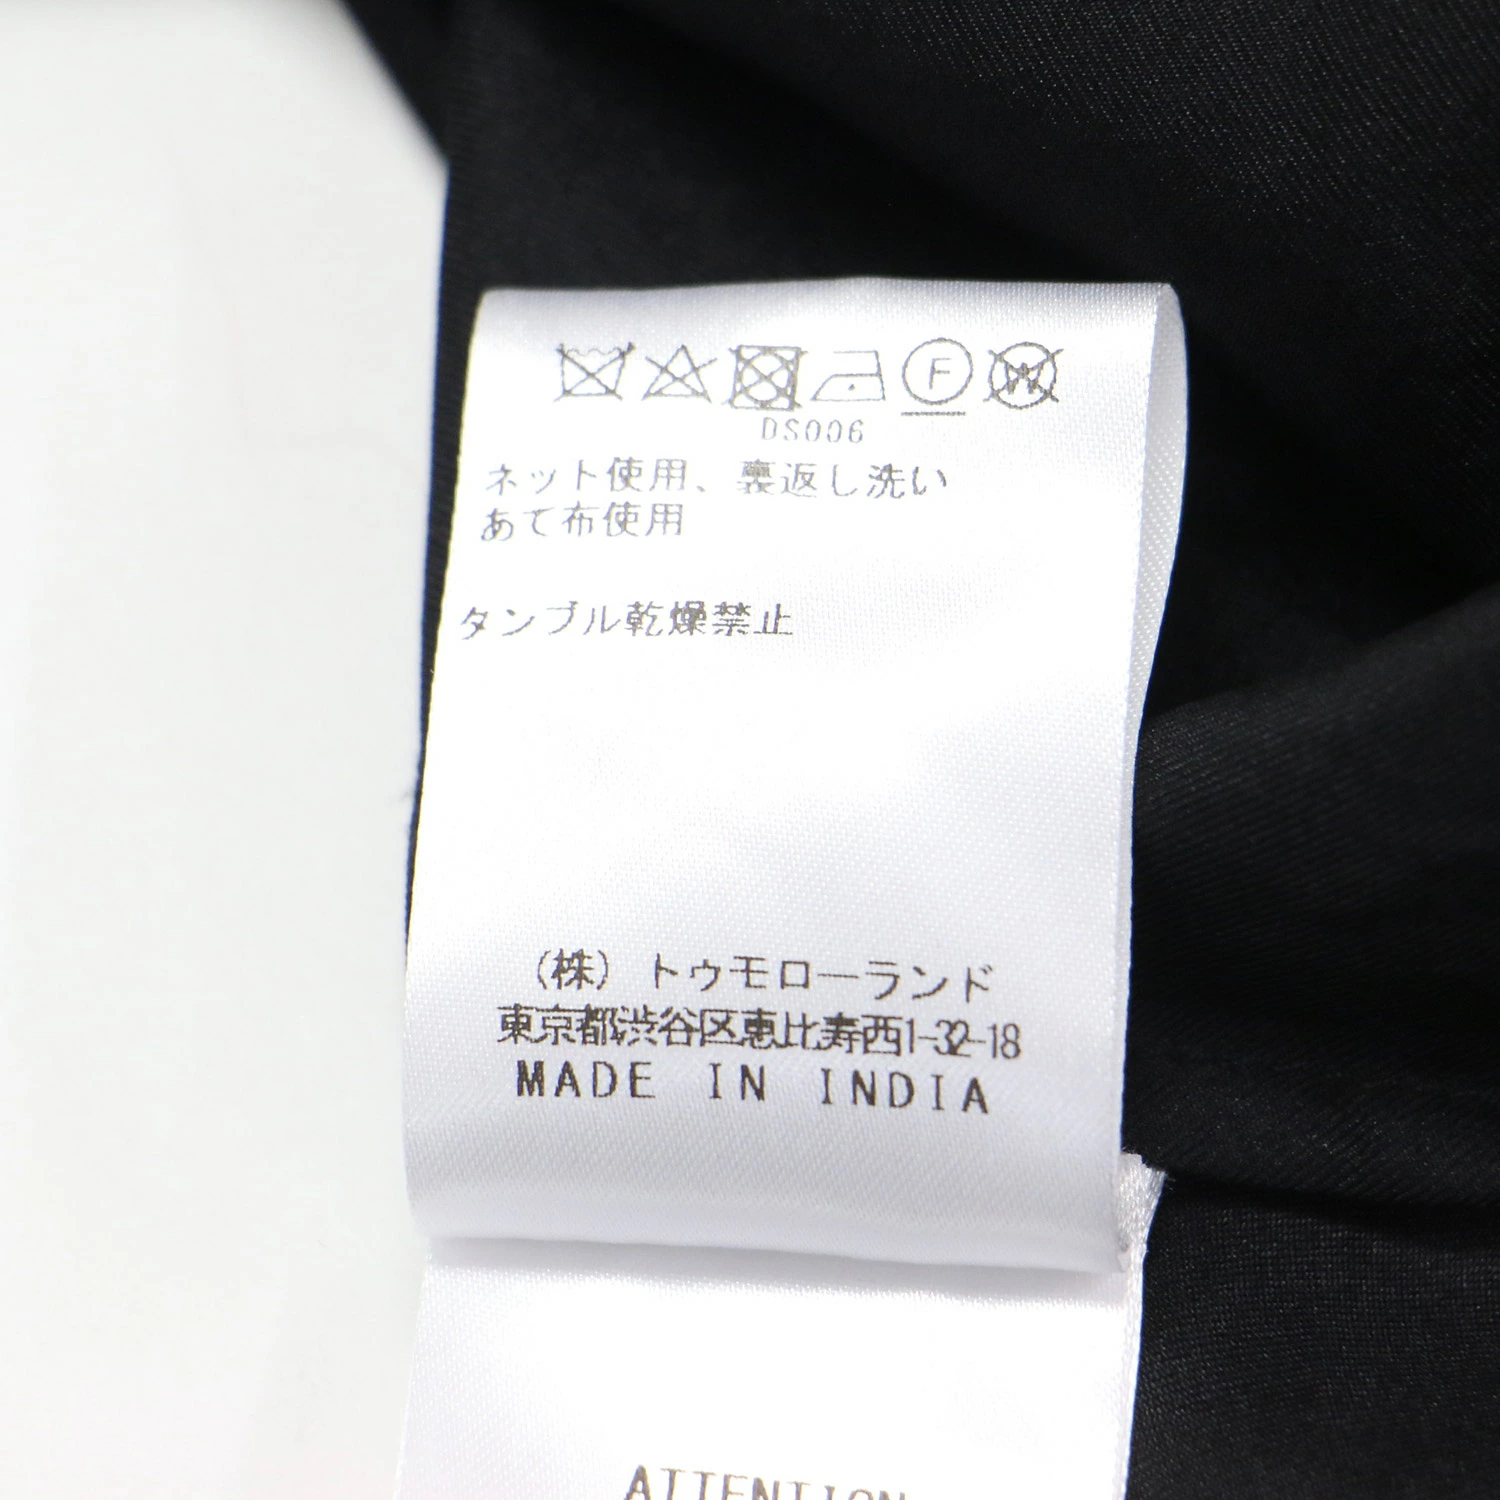 F W
DS006
ネット使用、裏返し洗い
あて布使用
タンブル乾燥禁止
(株) トゥモローランド
東京都渋谷区恵比寿西1-32-18
MADE IN INDIA
ATTENTION